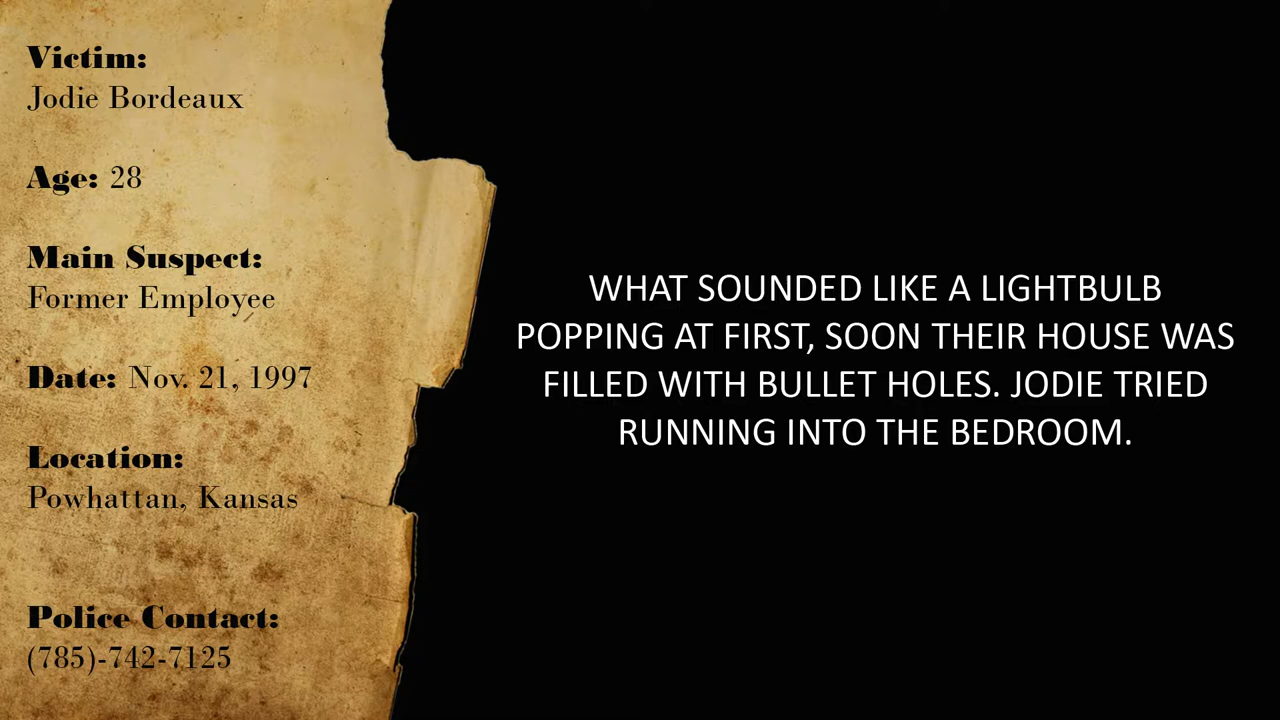 Victim:
Jodie Bordeaux
Age: 28
Main Suspect:
Former Employee
Date: Nov. 21, 1997
Location:
Powhattan, Kansas
Police Contact:
(785)-742-7125
WHAT SOUNDED LIKE A LIGHTBULB
POPPING AT FIRST, SOON THEIR HOUSE WAS
FILLED WITH BULLET HOLES. JODIE TRIED
RUNNING INTO THE BEDROOM.